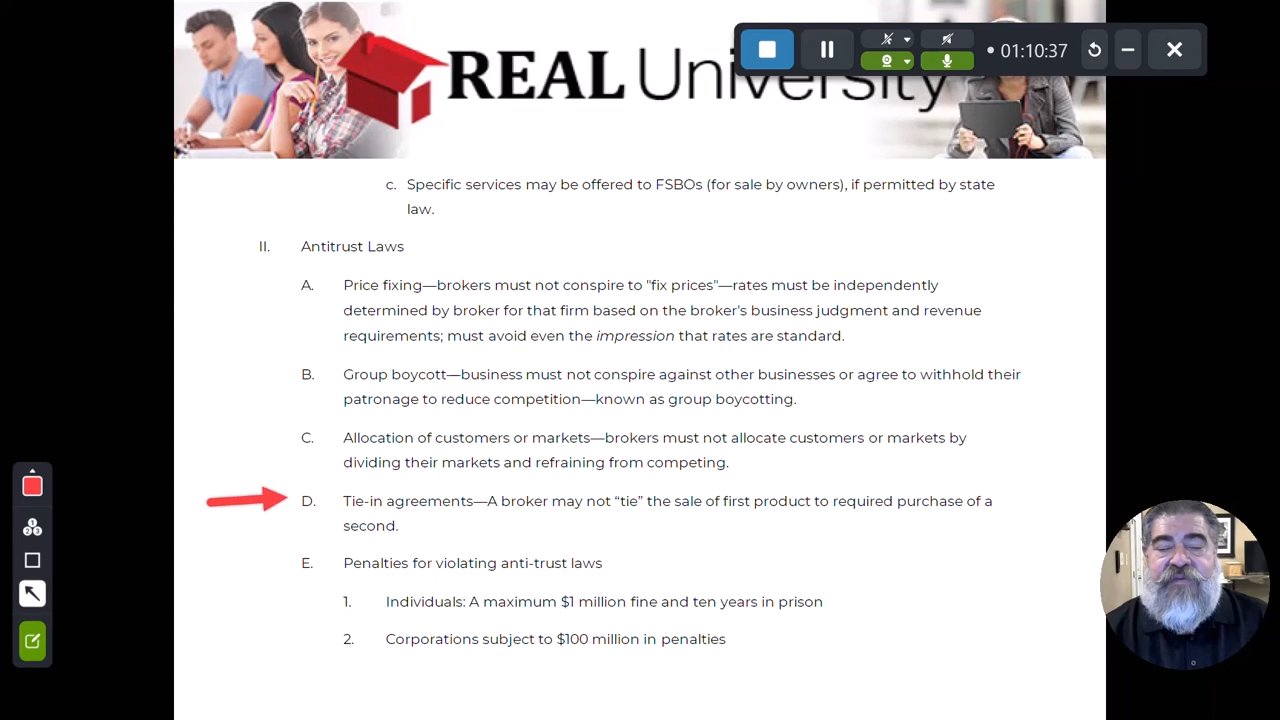 REAL University
01:10:37
c. Specific services may be offered to FSBOs (for sale by owners), if permitted by state
law.
II. Antitrust Laws
A. Price fixing—brokers must not conspire to "fix prices"—rates must be independently
determined by broker for that firm based on the broker's business judgment and revenue
requirements; must avoid even the impression that rates are standard.
B. Group boycott—business must not conspire against other businesses or agree to withhold their
patronage to reduce competition—known as group boycotting.
C. Allocation of customers or markets—brokers must not allocate customers or markets by
dividing their markets and refraining from competing.
D. Tie-in agreements—A broker may not “tie” the sale of first product to required purchase of a
second.
E. Penalties for violating anti-trust laws
1. Individuals: A maximum $1 million fine and ten years in prison
2. Corporations subject to $100 million in penalties